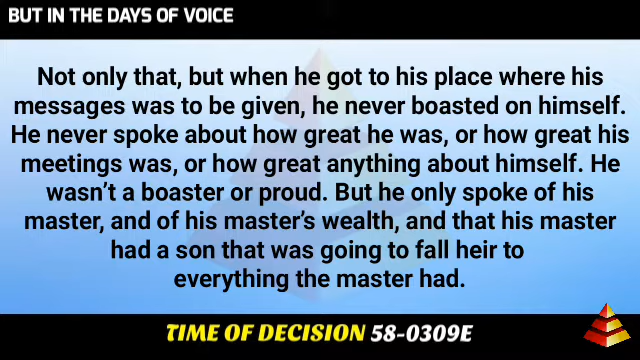 BUT IN THE DAYS OF VOICE
Not only that, but when he got to his place where his
messages was to be given, he never boasted on himself.
He never spoke about how great he was, or how great his
meetings was, or how great anything about himself. He
wasn't a boaster or proud. But he only spoke of his
master, and of his master's wealth, and that his master
had a son that was going to fall heir to
everything the master had.
TIME OF DECISION 58-0309E